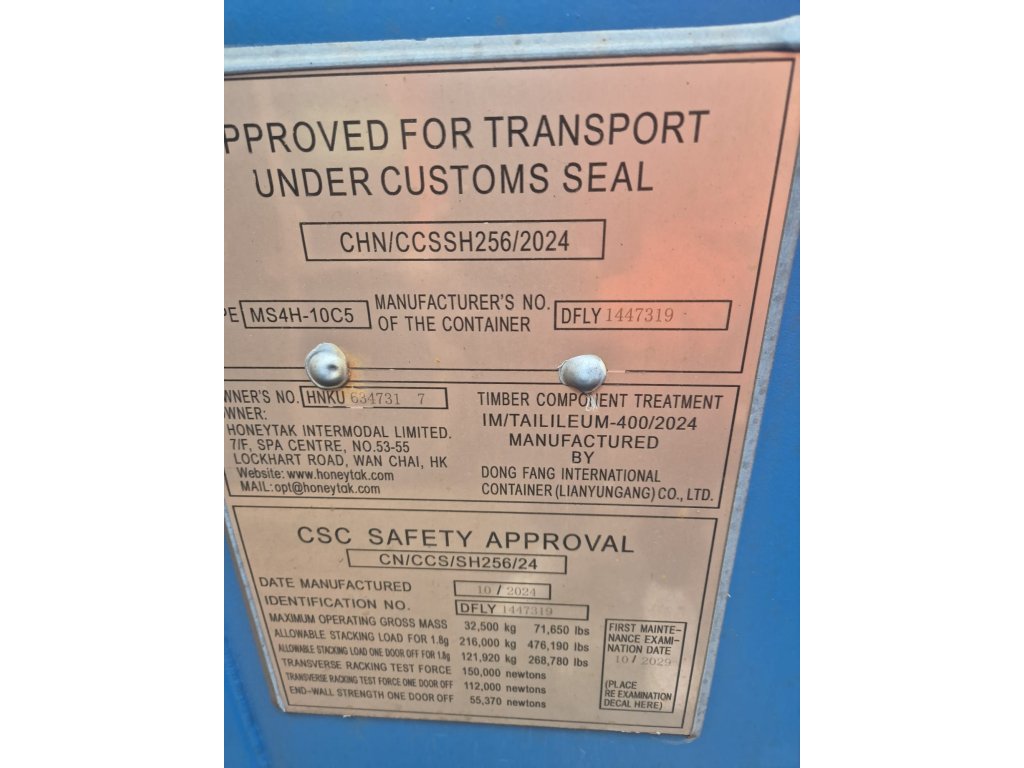 PPROVED FOR TRANSPORT
UNDER CUSTOMS SEAL
CHN/CCSSH256/2024
PE MS4H-10C5 MANUFACTURER'S NO. OF THE CONTAINER DFLY 1447319
WNER'S NO. HNKU 634731 7
WNER:
HONEYTAK INTERMODAL LIMITED.
7/F, SPA CENTRE, NO.53-55
LOCKHART ROAD, WAN CHAI, HK
Website: www.honeytak.com
MAIL:opt@honeytak.com
TIMBER COMPONENT TREATMENT
IM/TAILILEUM-400/2024
MANUFACTURED
BY
DONG FANG INTERNATIONAL
CONTAINER (LIANYUNGANG) CO., LTD.
CSC SAFETY APPROVAL
CN/CCS/SH256/24
DATE MANUFACTURED 10 / 2024
IDENTIFICATION NO. DFLY 1447319
MAXIMUM OPERATING GROSS MASS 32,500 kg 71,650 lbs
ALLOWABLE STACKING LOAD FOR 1.8g 216,000 kg 476,190 lbs
ALLOWABLE STACKING LOAD ONE DOOR OFF FOR 1.8g 121,920 kg 268,780 lbs
TRANSVERSE RACKING TEST FORCE 150,000 newtons
TRANSVERSE RACKING TEST FORCE ONE DOOR OFF 112,000 newtons
END-WALL STRENGTH ONE DOOR OFF 55,370 newtons
FIRST MAINTE-
NANCE EXAMI-
NATION DATE
10 / 2029
(PLACE
RE EXAMINATION
DECAL HERE)